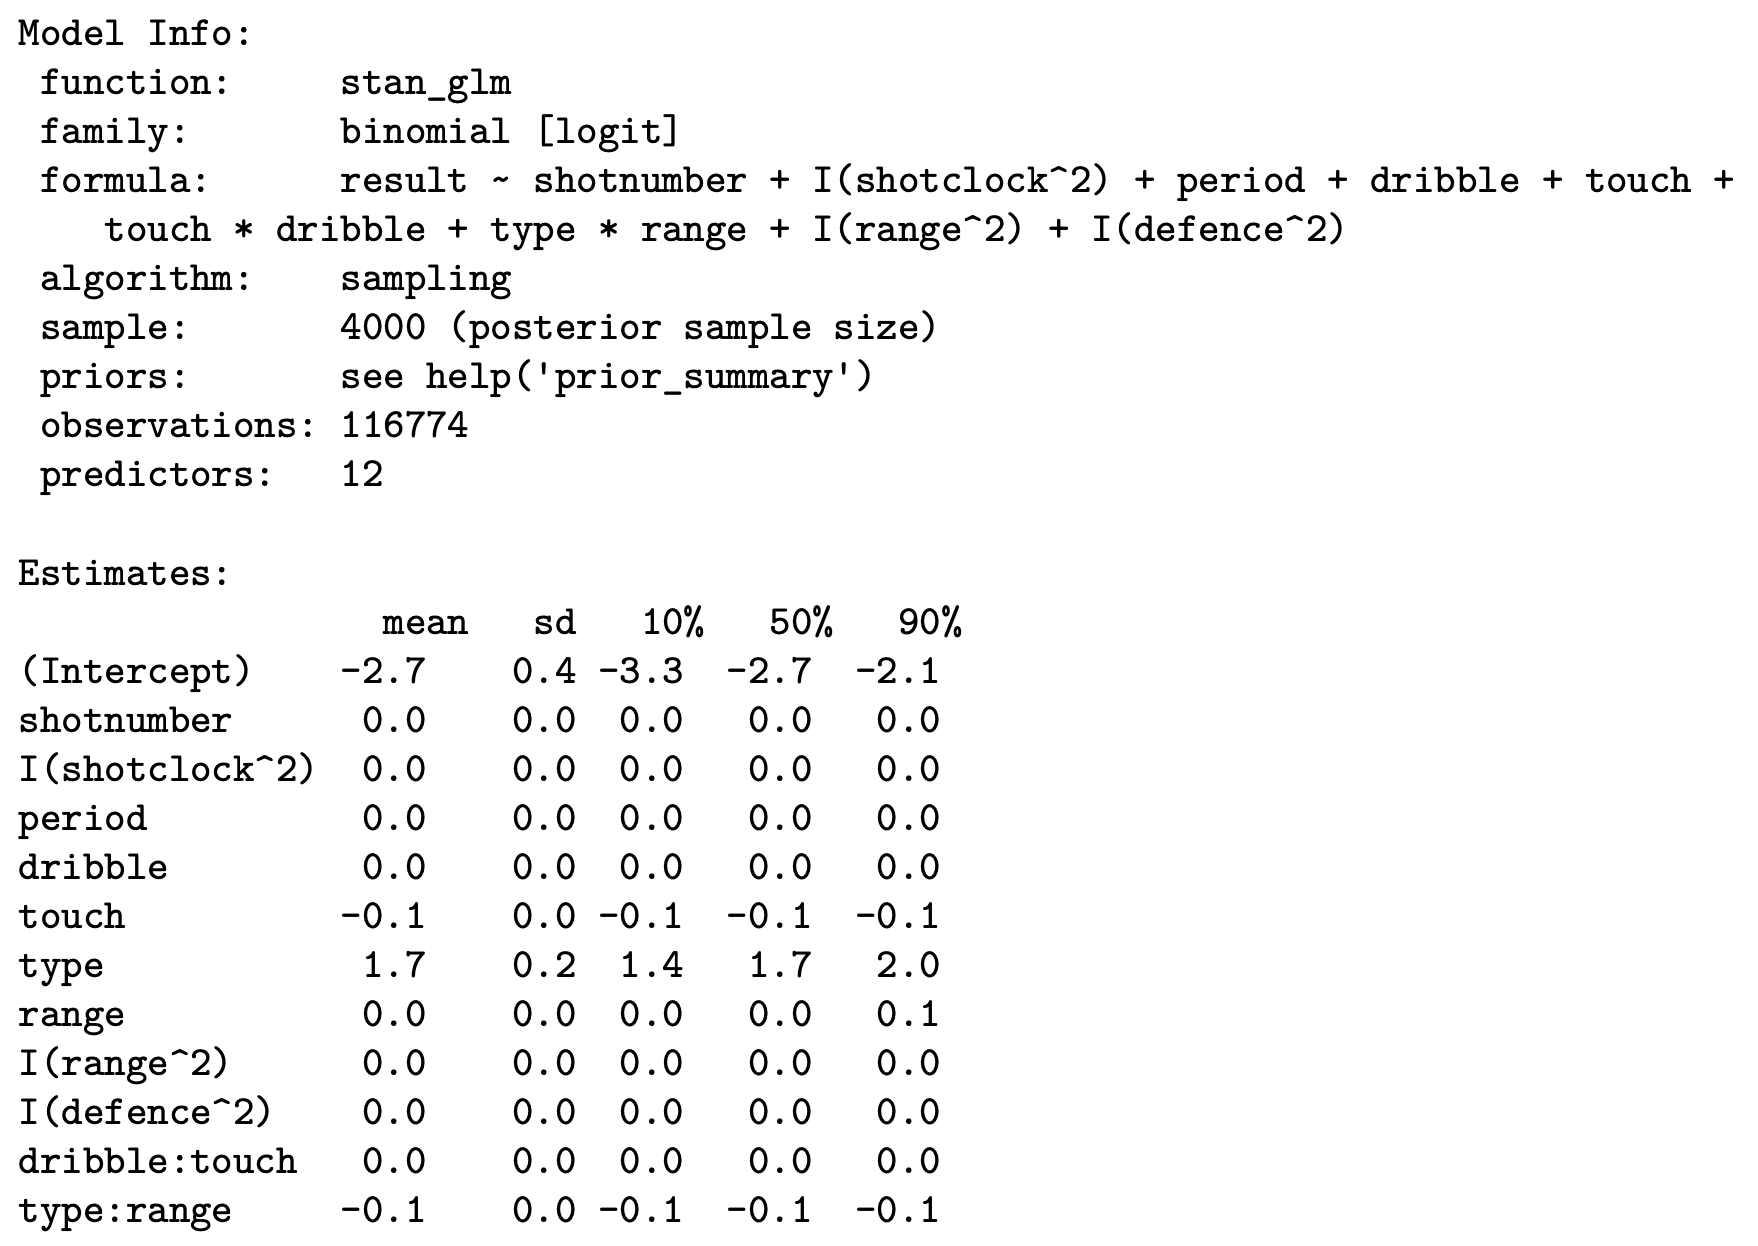 Model Info:
function: stan_glm
family: binomial [logit]
formula: result ~ shotnumber + I(shotclock^2) + period + dribble + touch +
touch * dribble + type * range + I(range^2) + I(defence^2)
algorithm: sampling
sample: 4000 (posterior sample size)
priors: see help('prior_summary')
observations: 116774
predictors: 12
Estimates:
mean sd 10% 50% 90%
(Intercept) -2.7 0.4 -3.3 -2.7 -2.1
shotnumber 0.0 0.0 0.0 0.0 0.0
I(shotclock^2) 0.0 0.0 0.0 0.0 0.0
period 0.0 0.0 0.0 0.0 0.0
dribble 0.0 0.0 0.0 0.0 0.0
touch -0.1 0.0 -0.1 -0.1 -0.1
type 1.7 0.2 1.4 1.7 2.0
range 0.0 0.0 0.0 0.0 0.1
I(range^2) 0.0 0.0 0.0 0.0 0.0
I(defence^2) 0.0 0.0 0.0 0.0 0.0
dribble:touch 0.0 0.0 0.0 0.0 0.0
type:range -0.1 0.0 -0.1 -0.1 -0.1